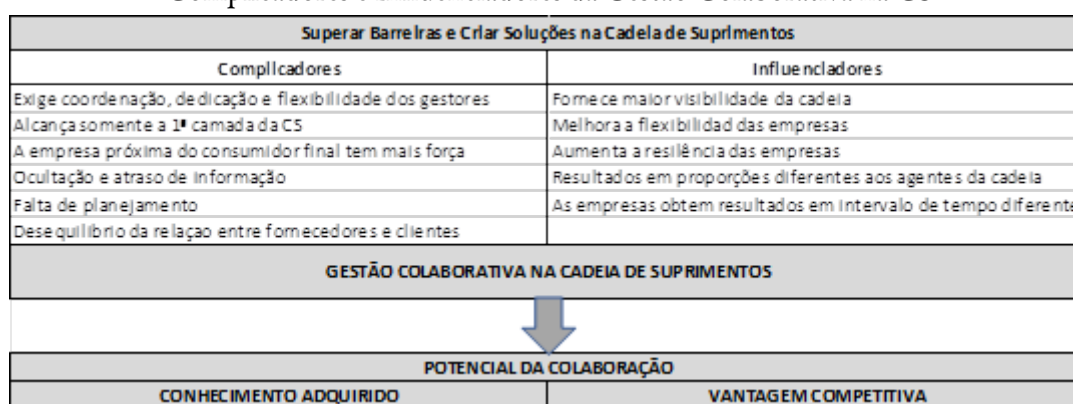 Superar Barreiras e Criar Soluções na Cadeia de Suprimentos
Complicadores Influenciadores
Exige coordenação, dedicação e flexibilidade dos gestores Fornece maior visibilidade da cadeia
Alcança somente a 1ª camada da CS Melhora a flexibilidad das empresas
A empresa próxima do consumidor final tem mais força Aumenta a resilência das empresas
Ocultação e atraso de informação Resultados em proporções diferentes aos agentes da cadeia
Falta de planejamento As empresas obtem resultados em intervalo de tempo diferente
Desequilíbrio da relaçao entre fornecedores e clientes
GESTÃO COLABORATIVA NA CADEIA DE SUPRIMENTOS
POTENCIAL DA COLABORAÇÃO
CONHECIMENTO ADQUIRIDO VANTAGEM COMPETITIVA